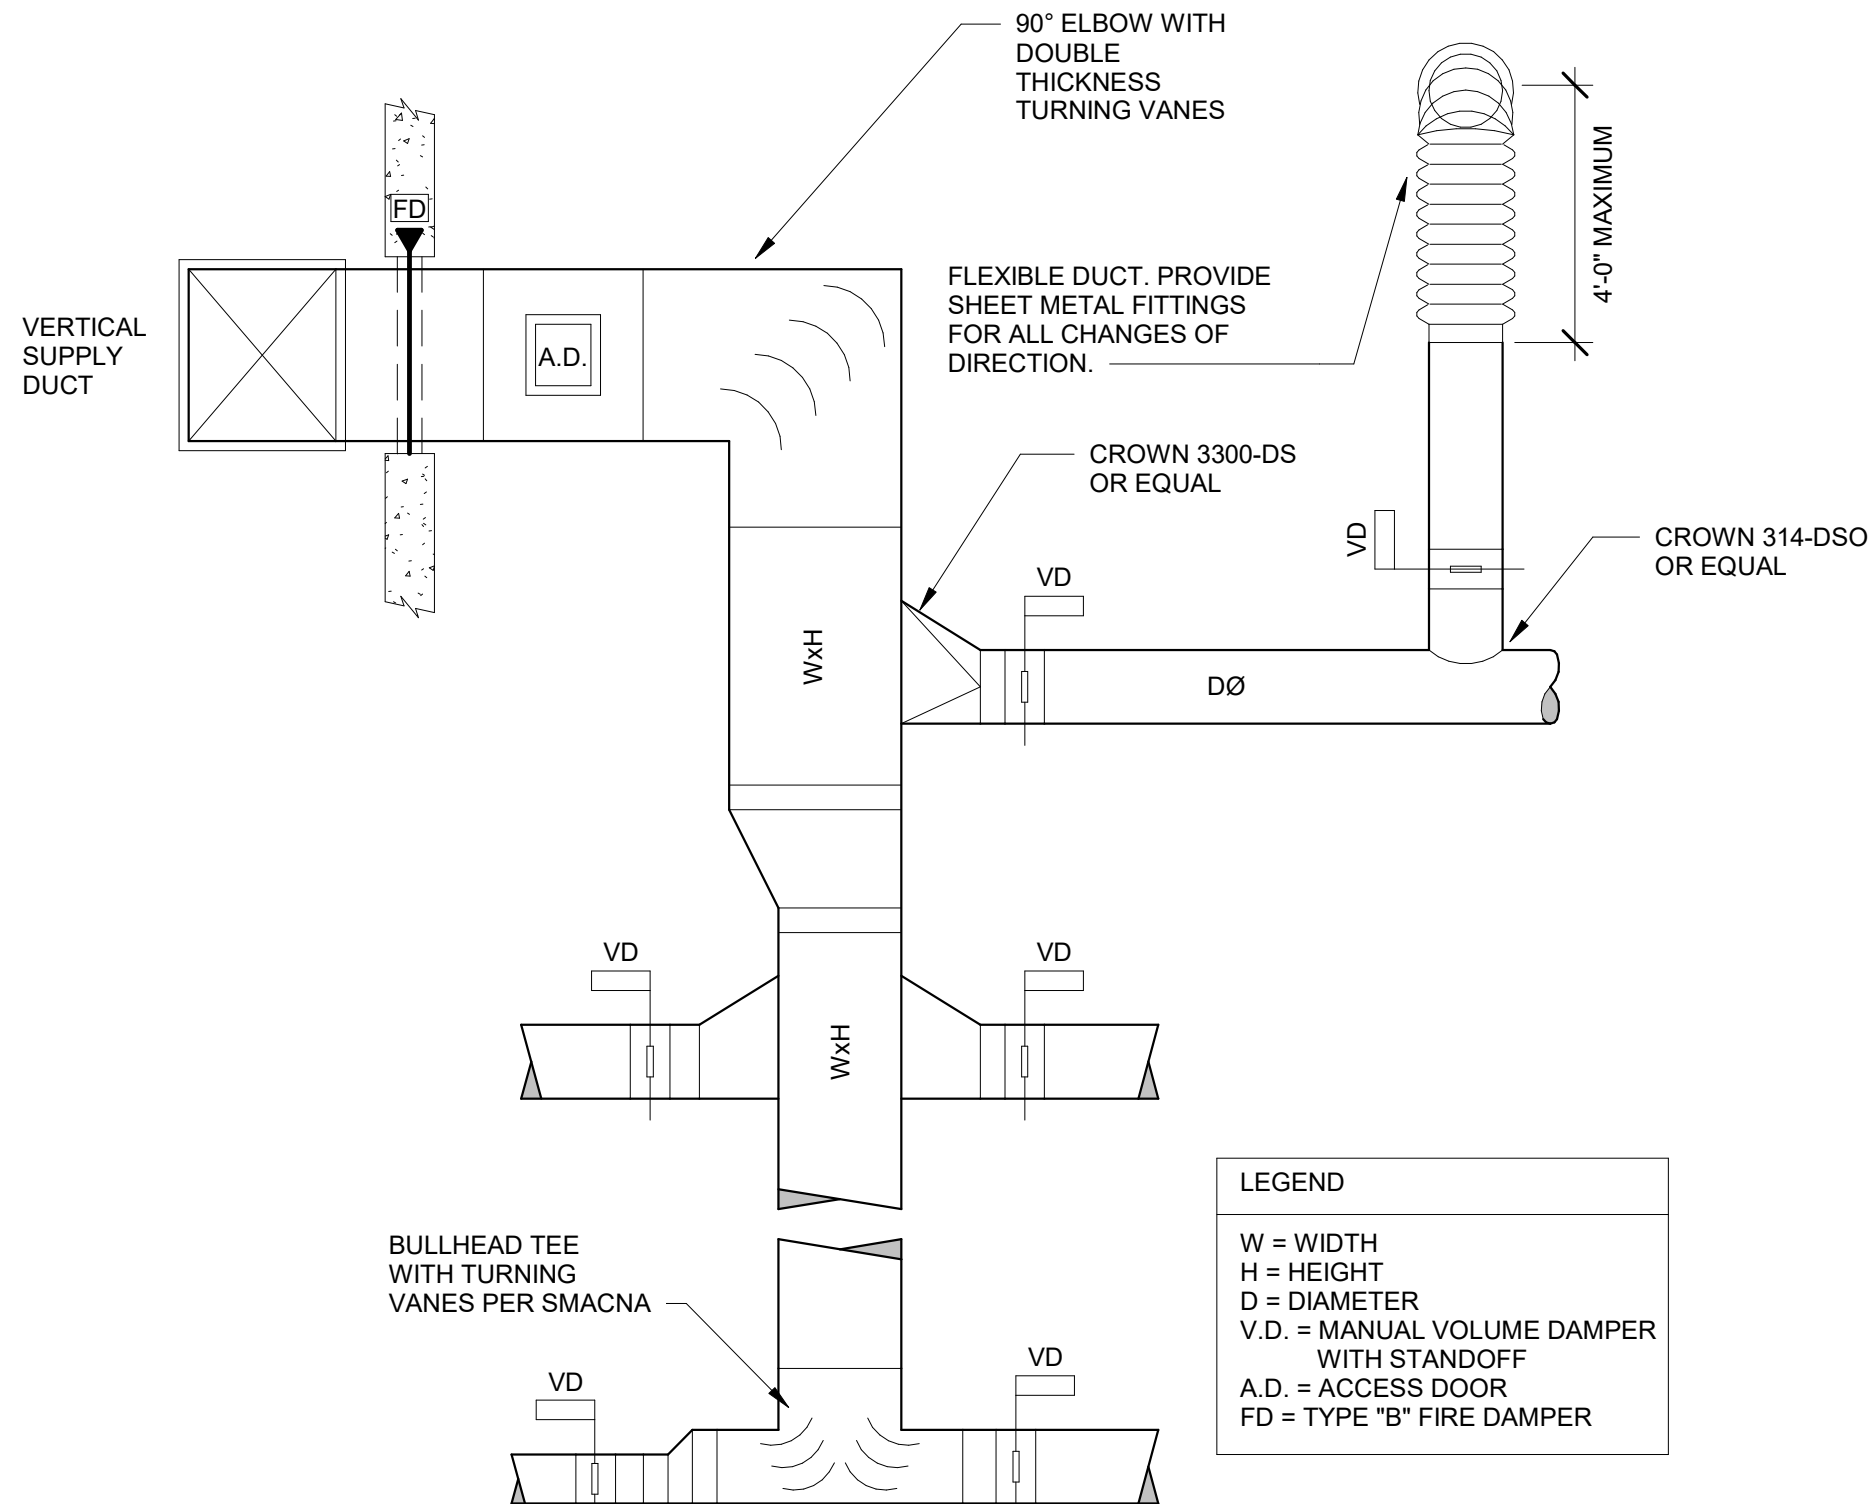 90° ELBOW WITH
DOUBLE
THICKNESS
TURNING VANES
FD
4'-0" MAXIMUM
FLEXIBLE DUCT. PROVIDE
SHEET METAL FITTINGS
FOR ALL CHANGES OF
DIRECTION.
VERTICAL
SUPPLY
DUCT
A.D.
CROWN 3300-DS
OR EQUAL
VD
CROWN 314-DSO
OR EQUAL
VD
WxH
DØ
VD
VD
WxH
BULLHEAD TEE
WITH TURNING
VANES PER SMACNA
VD
VD
LEGEND
W = WIDTH
H = HEIGHT
D = DIAMETER
V.D. = MANUAL VOLUME DAMPER
WITH STANDOFF
A.D. = ACCESS DOOR
FD = TYPE "B" FIRE DAMPER